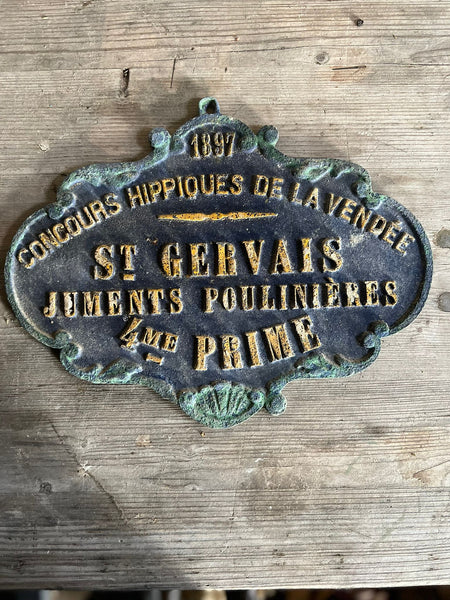 1897
CONCOURS HIPPIQUES DE LA VENDÉE
ST GERVAIS
JUMENTS POULINIÈRES
4ME PRIME